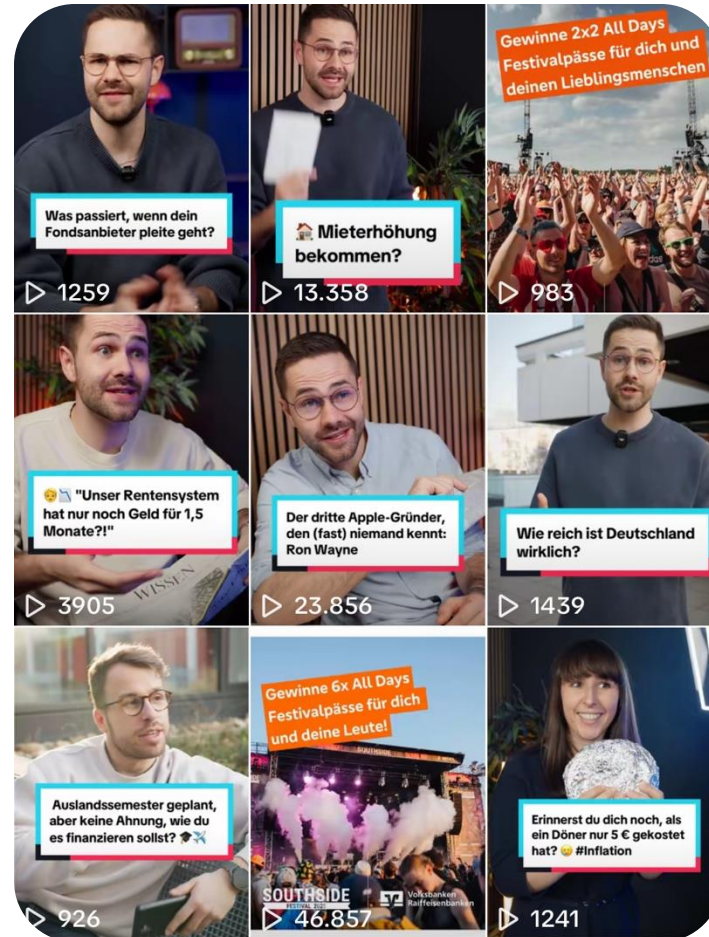 Was passiert, wenn dein
Fondsanbieter pleite geht?
1259
🏠 Mieterhöhung
bekommen?
13.358
Gewinne 2x2 All Days
Festivalpässe für dich und
deinen Lieblingsmenschen
983
😔📉 "Unser Rentensystem
hat nur noch Geld für 1,5
Monate?!"
WISSEN
3905
Der dritte Apple-Gründer,
den (fast) niemand kennt:
Ron Wayne
23.856
Wie reich ist Deutschland
wirklich?
1439
Auslandssemester geplant,
aber keine Ahnung, wie du
es finanzieren sollst? 🎓✈️
926
Gewinne 6x All Days
Festivalpässe für dich
und deine Leute!
SOUTHSIDE
SOUTHSIDE
FESTIVAL 2025
Volksbanken
Raiffeisenbanken
46.857
Erinnerst du dich noch, als
ein Döner nur 5 € gekostet
hat? 🥲 #Inflation
1241